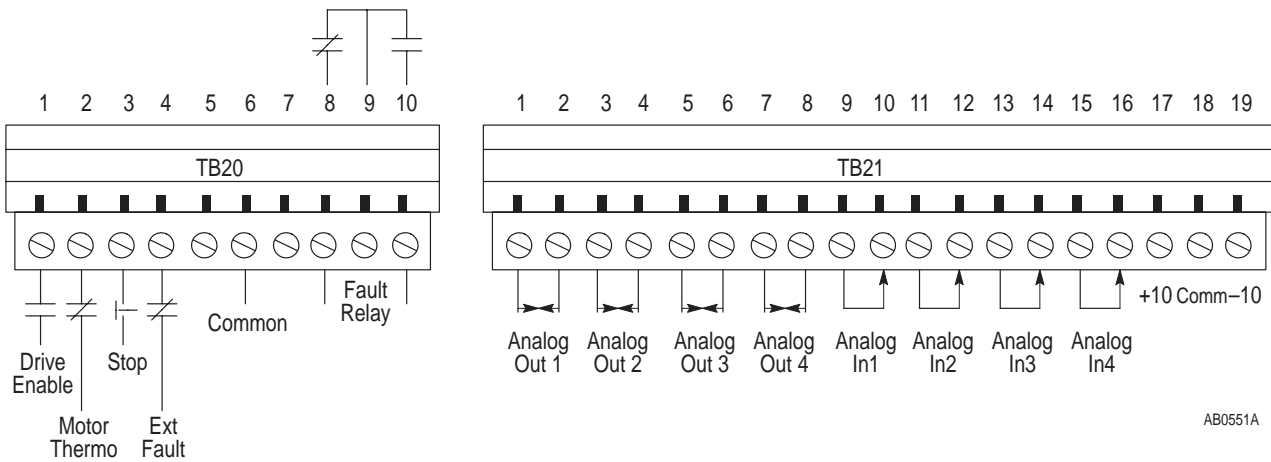 1 2 3 4 5 6 7 8 9 10
1 2 3 4 5 6 7 8 9 10 11 12 13 14 15 16 17 18 19
TB20
TB21
Drive
Enable
Motor
Thermo
Stop
Ext
Fault
Common
Fault
Relay
Analog
Out 1
Analog
Out 2
Analog
Out 3
Analog
Out 4
Analog
In1
Analog
In2
Analog
In3
Analog
In4
+10 Comm–10
AB0551A